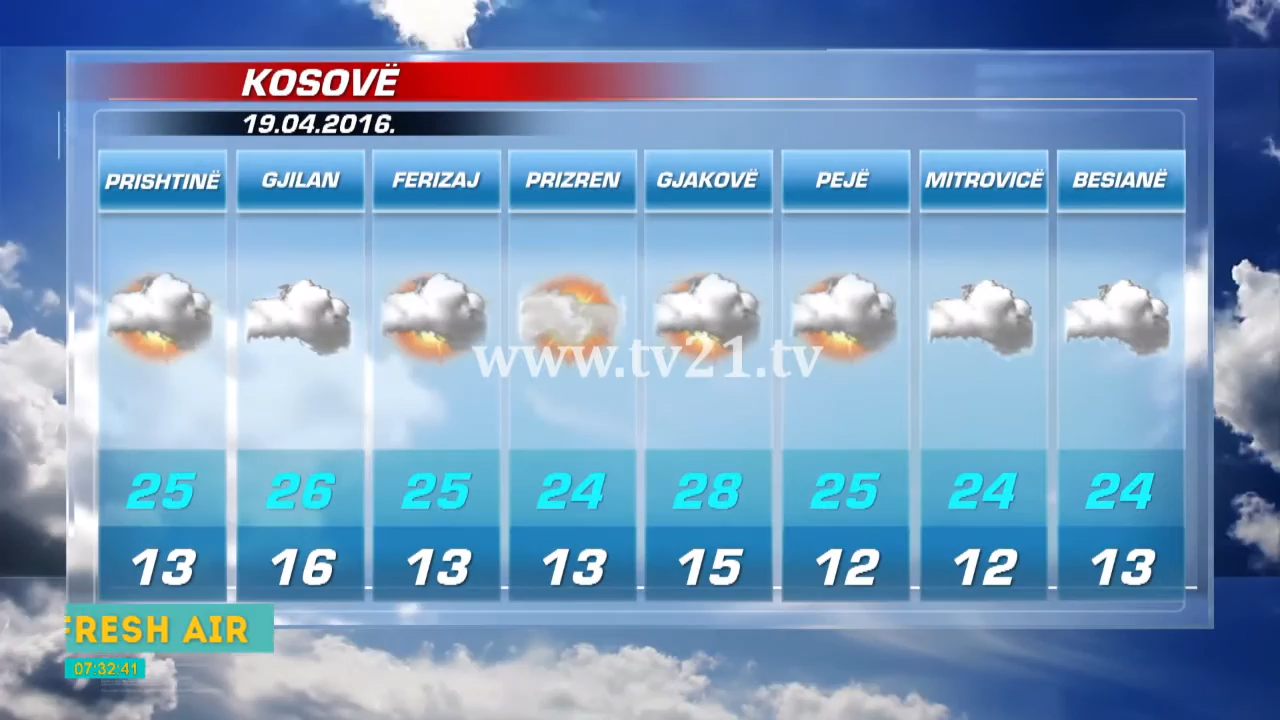 KOSOVË
19.04.2016.
PRISHTINË GJILAN FERIZAJ PRIZREN GJAKOVË PEJË MITROVICË BESIANË
www.tv21.tv
25 26 25 24 28 25 24 24
13 16 13 13 15 12 12 13
FRESH AIR
07:32:41